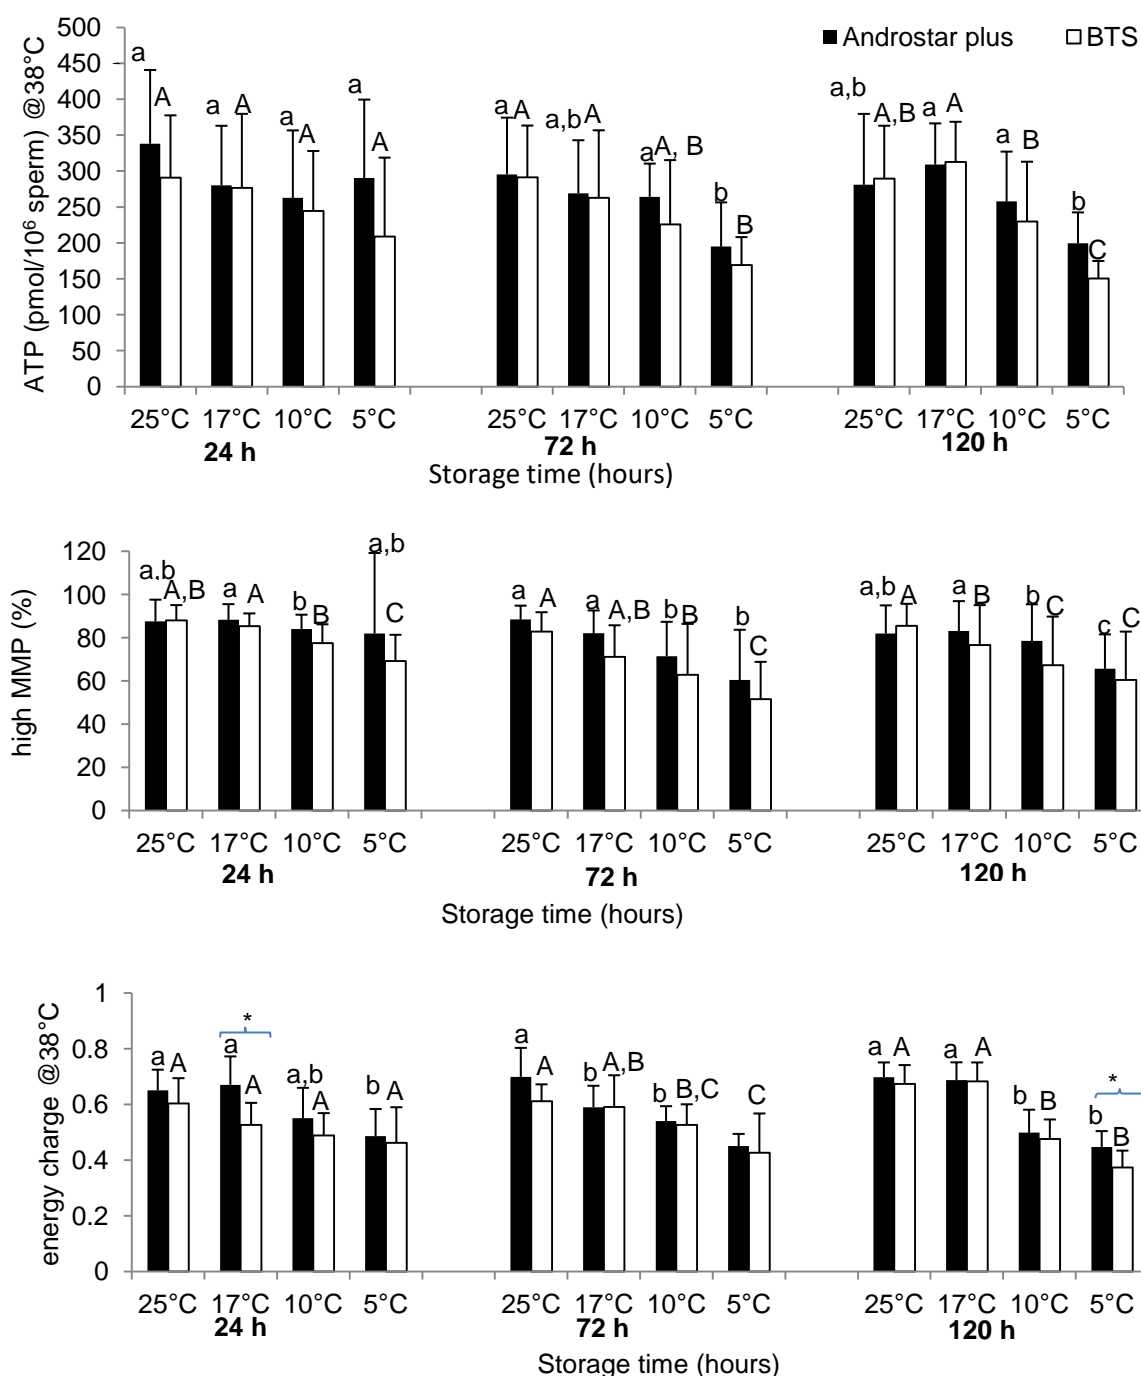 Androstar plus BTS
ATP (pmol/10⁶ sperm) @38°C
500
450
400
350
300
250
200
150
100
50
0
a A a A a A a A
a A a,b A a A, B b B
a,b A,B a A a B b C
25°C 17°C 10°C 5°C 25°C 17°C 10°C 5°C 25°C 17°C 10°C 5°C
24 h 72 h 120 h
Storage time (hours)
high MMP (%)
120
100
80
60
40
20
0
a,b A,B a A b B a,b C
a A a A,B b B b C
a,b A a B b C c C
25°C 17°C 10°C 5°C 25°C 17°C 10°C 5°C 25°C 17°C 10°C 5°C
24 h 72 h 120 h
Storage time (hours)
energy charge @38°C
1
0.8
0.6
0.4
0.2
0
* *
a A a A a,b A b A
a A b A,B b B,C C
a A a A b B b B
25°C 17°C 10°C 5°C 25°C 17°C 10°C 5°C 25°C 17°C 10°C 5°C
24 h 72 h 120 h
Storage time (hours)